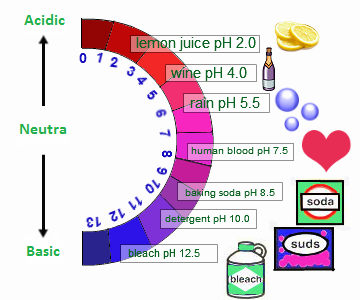 Acidic
lemon juice pH 2.0
0 1 2 3 4 5 6 7 8 9 10 11 12 13
wine pH 4.0
rain pH 5.5
Neutra
human blood pH 7.5
baking soda pH 8.5
soda
detergent pH 10.0
suds
Basic
bleach pH 12.5
bleach